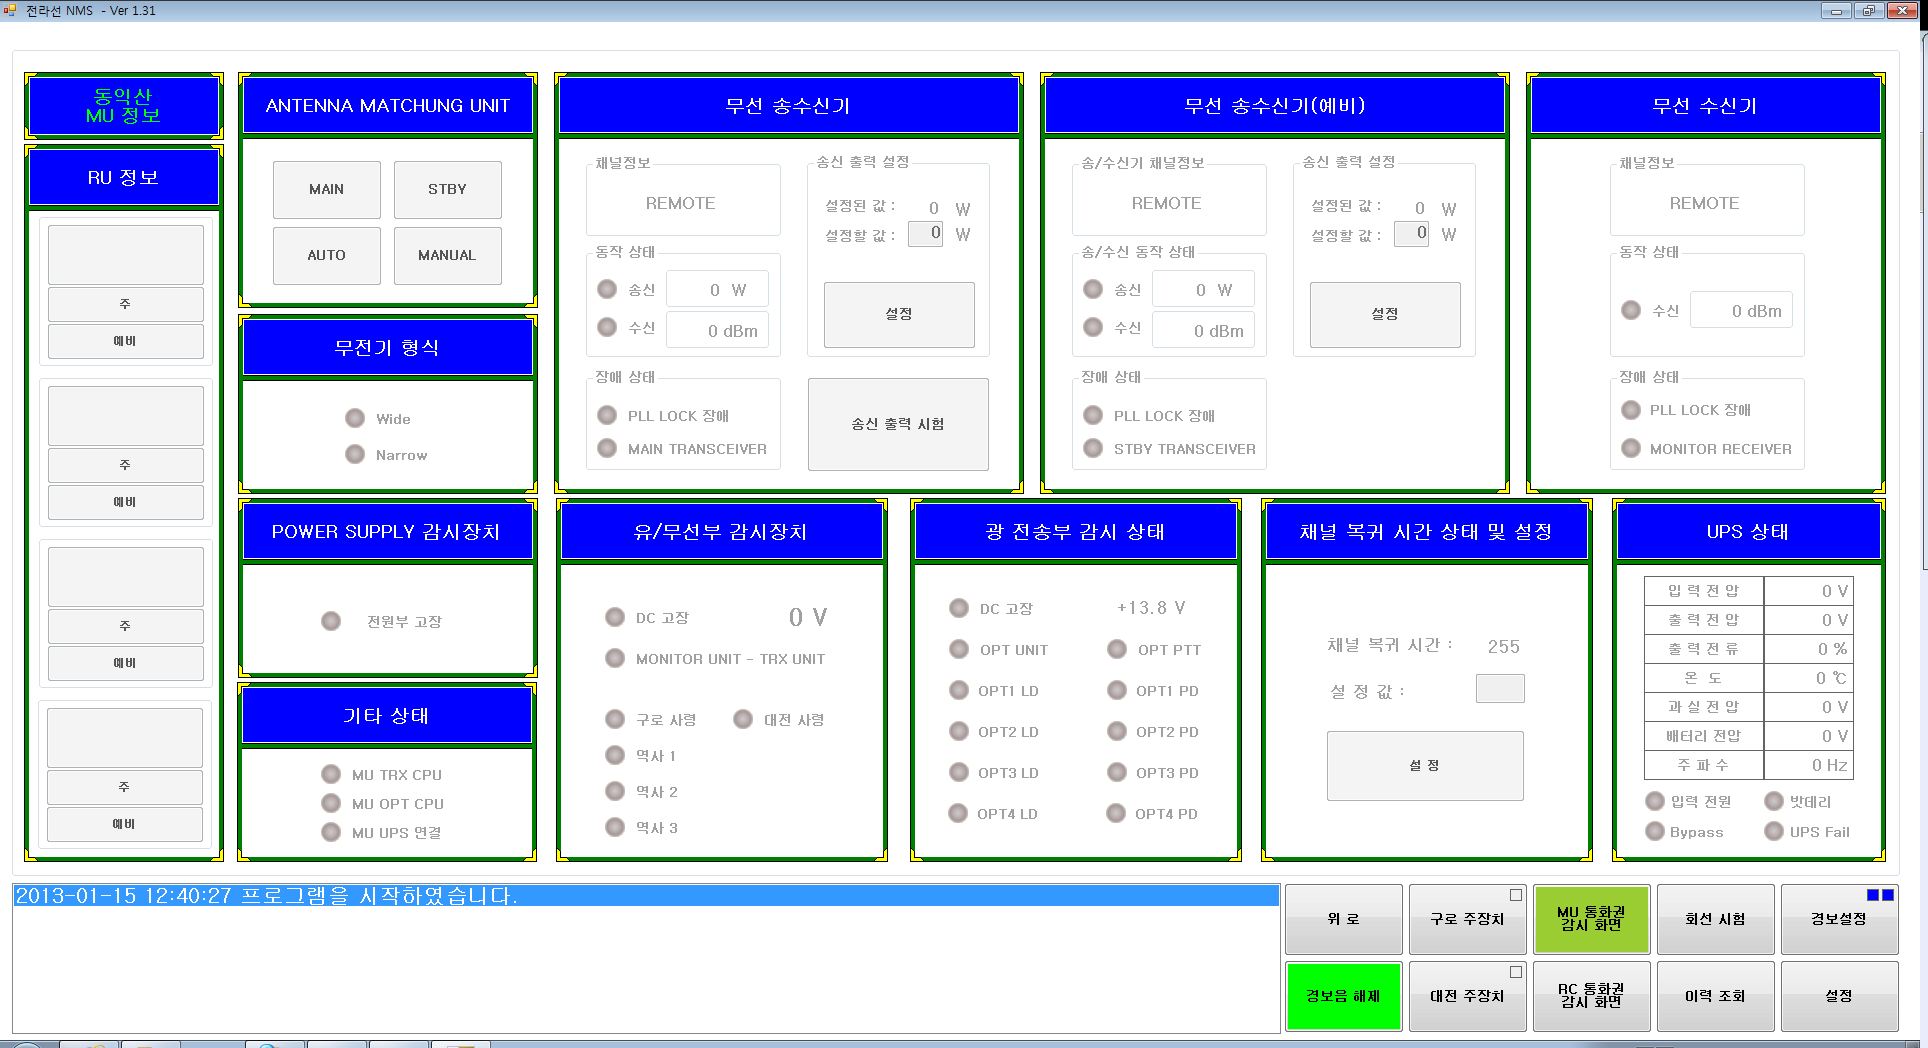 전라선 NMS - Ver 1.31
동익산
MU 정보
RU 정보
주
예비
주
예비
주
예비
주
예비
ANTENNA MATCHUNG UNIT
MAIN
STBY
AUTO
MANUAL
무전기 형식
Wide
Narrow
POWER SUPPLY 감시장치
전원부 고장
기타 상태
MU TRX CPU
MU OPT CPU
MU UPS 연결
무선 송수신기
채널정보
REMOTE
동작 상태
송신
0 W
수신
0 dBm
장애 상태
PLL LOCK 장애
MAIN TRANSCEIVER
송신 출력 설정
설정된 값 : 0 W
설정할 값 : 0 W
설정
송신 출력 시험
무선 송수신기(예비)
송/수신기 채널정보
REMOTE
송/수신 동작 상태
송신
0 W
수신
0 dBm
장애 상태
PLL LOCK 장애
STBY TRANSCEIVER
송신 출력 설정
설정된 값 : 0 W
설정할 값 : 0 W
설정
무선 수신기
채널정보
REMOTE
동작 상태
수신
0 dBm
장애 상태
PLL LOCK 장애
MONITOR RECEIVER
유/무선부 감시장치
DC 고장 0 V
MONITOR UNIT - TRX UNIT
구로 사령 대전 사령
역사 1
역사 2
역사 3
광 전송부 감시 상태
DC 고장 +13.8 V
OPT UNIT OPT PTT
OPT1 LD OPT1 PD
OPT2 LD OPT2 PD
OPT3 LD OPT3 PD
OPT4 LD OPT4 PD
채널 복귀 시간 상태 및 설정
채널 복귀 시간 : 255
설 정 값 :
설 정
UPS 상태
입 력 전 압 0 V
출 력 전 압 0 V
출 력 전 류 0 %
온 도 0 ℃
과 실 전 압 0 V
배터리 전압 0 V
주 파 수 0 Hz
입력 전원 밧데리
Bypass UPS Fail
2013-01-15 12:40:27 프로그램을 시작하였습니다.
위 로
구로 주장치
MU 통화권
감시 화면
회선 시험
경보설정
경보음 해제
대전 주장치
RC 통화권
감시 화면
이력 조회
설정